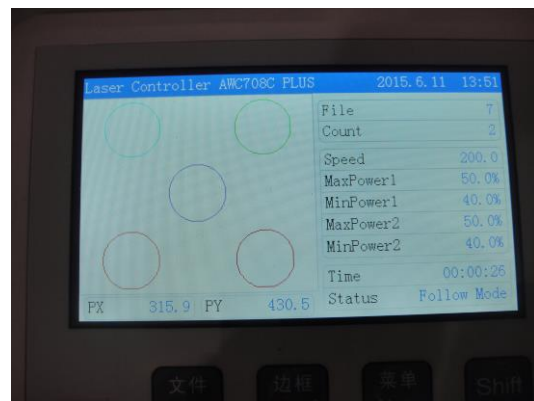 Laser Controller AWC708C PLUS 2015.6.11 13:51
File 7
Count 2
Speed 200.0
MaxPower1 50.0%
MinPower1 40.0%
MaxPower2 50.0%
MinPower2 40.0%
Time 00:00:26
PX 315.9 PY 430.5 Status Follow Mode
文件 边框 菜单 Shift